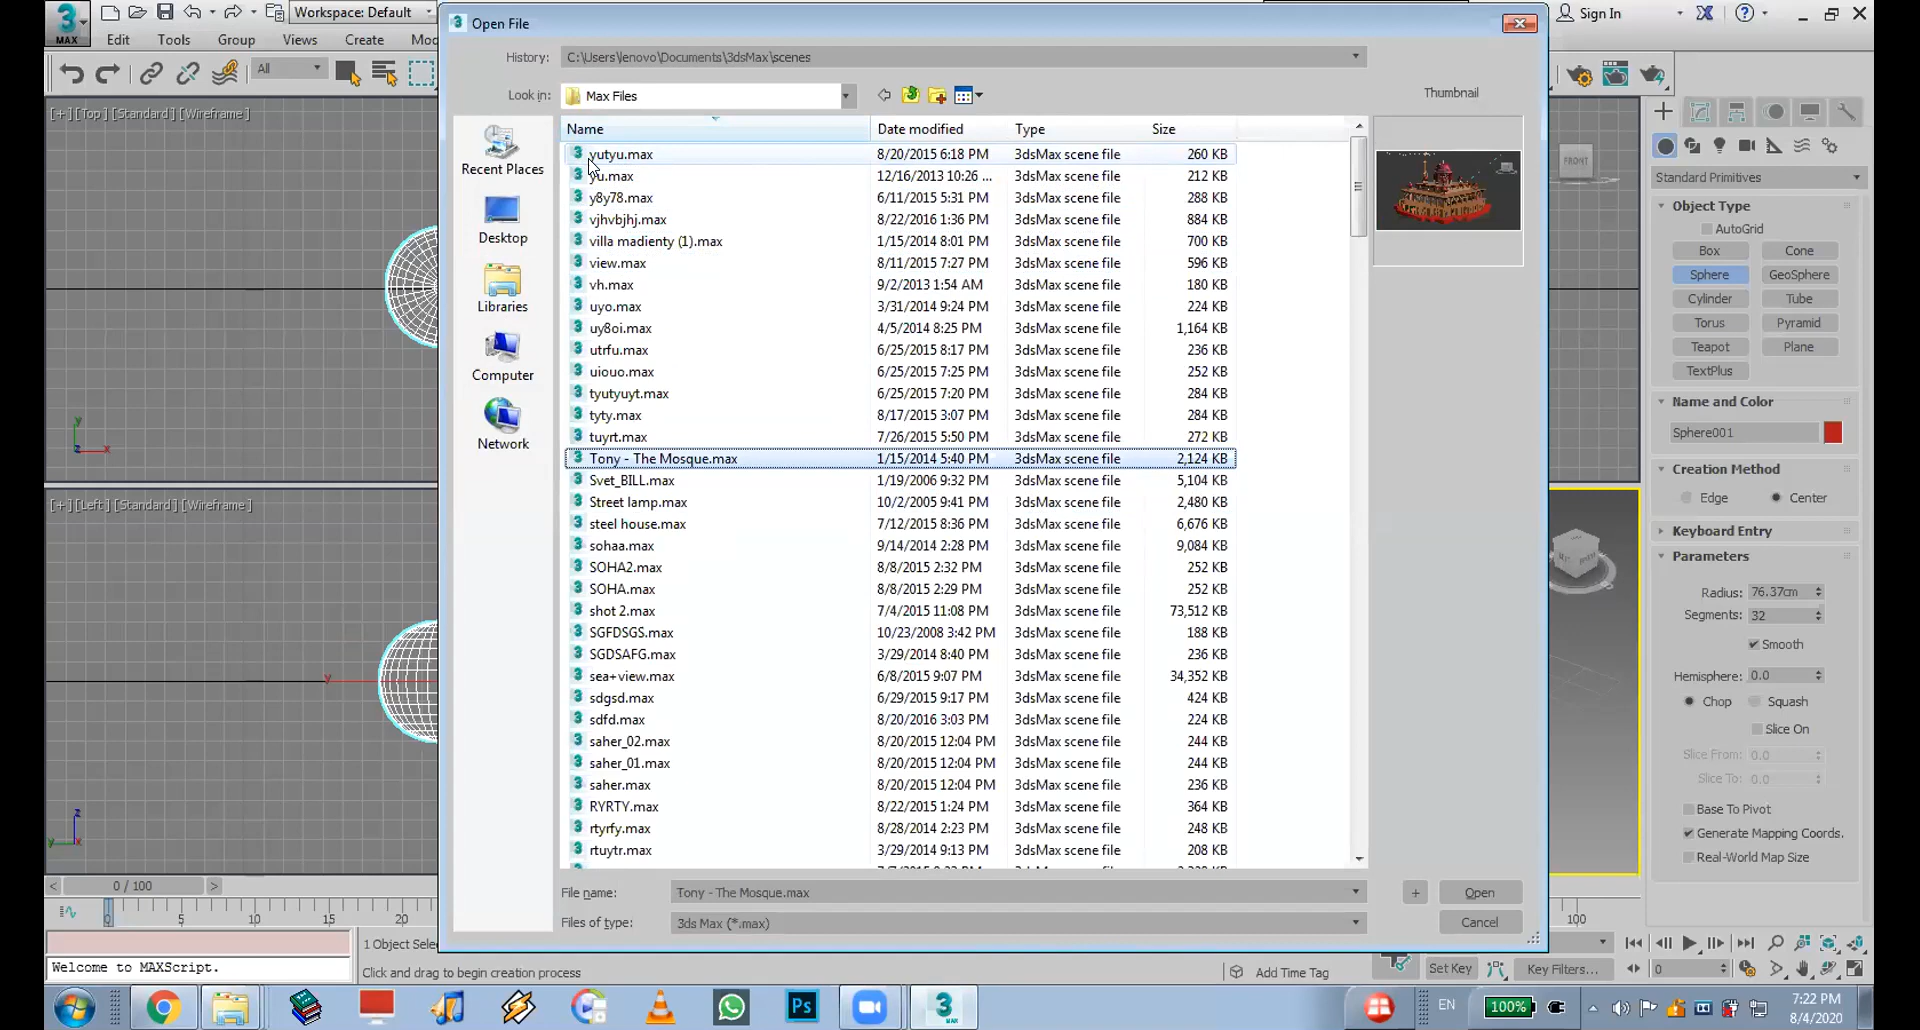 MAX
Workspace: Default
Open File
Sign In
Edit Tools Group Views Create Mod
All
History: C:\Users\lenovo\Documents\3dsMax\scenes
Look in: Max Files
Thumbnail
[+] [Top] [Standard] [Wireframe]
Name Date modified Type Size
yutyu.max 8/20/2015 6:18 PM 3dsMax scene file 260 KB
yu.max 12/16/2013 10:26 ... 3dsMax scene file 212 KB
y8y78.max 6/11/2015 5:31 PM 3dsMax scene file 288 KB
vjhvbjhj.max 8/22/2016 1:36 PM 3dsMax scene file 884 KB
villa madienty (1).max 1/15/2014 8:01 PM 3dsMax scene file 700 KB
view.max 8/11/2015 7:27 PM 3dsMax scene file 596 KB
vh.max 9/2/2013 1:54 AM 3dsMax scene file 180 KB
uyo.max 3/31/2014 9:24 PM 3dsMax scene file 224 KB
uy8oi.max 4/5/2014 8:25 PM 3dsMax scene file 1,164 KB
utrfu.max 6/25/2015 8:17 PM 3dsMax scene file 236 KB
uiouo.max 6/25/2015 7:25 PM 3dsMax scene file 252 KB
tyutyuyt.max 6/25/2015 7:20 PM 3dsMax scene file 284 KB
tyty.max 8/17/2015 3:07 PM 3dsMax scene file 284 KB
tuyrt.max 7/26/2015 5:50 PM 3dsMax scene file 272 KB
Tony - The Mosque.max 1/15/2014 5:40 PM 3dsMax scene file 2,124 KB
Svet_BILL.max 1/19/2006 9:32 PM 3dsMax scene file 5,104 KB
Street lamp.max 10/2/2005 9:41 PM 3dsMax scene file 2,480 KB
steel house.max 7/12/2015 8:36 PM 3dsMax scene file 6,676 KB
sohaa.max 9/14/2014 2:28 PM 3dsMax scene file 9,084 KB
SOHA2.max 8/8/2015 2:32 PM 3dsMax scene file 252 KB
SOHA.max 8/8/2015 2:29 PM 3dsMax scene file 252 KB
shot 2.max 7/4/2015 11:08 PM 3dsMax scene file 73,512 KB
SGFDSGS.max 10/23/2008 3:42 PM 3dsMax scene file 188 KB
SGDSAFG.max 3/29/2014 8:40 PM 3dsMax scene file 236 KB
sea+view.max 6/8/2015 9:07 PM 3dsMax scene file 34,352 KB
sdgsd.max 6/29/2015 9:17 PM 3dsMax scene file 424 KB
sdfd.max 8/20/2016 3:03 PM 3dsMax scene file 224 KB
saher_02.max 8/20/2015 12:04 PM 3dsMax scene file 244 KB
saher_01.max 8/20/2015 12:04 PM 3dsMax scene file 244 KB
saher.max 8/20/2015 12:04 PM 3dsMax scene file 236 KB
RYRTY.max 8/22/2015 1:24 PM 3dsMax scene file 364 KB
rtyrfy.max 8/28/2014 2:23 PM 3dsMax scene file 248 KB
rtuytr.max 3/29/2014 9:13 PM 3dsMax scene file 208 KB
Recent Places
Desktop
Libraries
Computer
Network
File name: Tony - The Mosque.max
Open
Files of type: 3ds Max (*.max)
Cancel
[+] [Left] [Standard] [Wireframe]
FRONT
Standard Primitives
Object Type
AutoGrid
Box Cone
Sphere GeoSphere
Cylinder Tube
Torus Pyramid
Teapot Plane
TextPlus
Name and Color
Sphere001
Creation Method
Edge Center
Keyboard Entry
Parameters
Radius: 76.37cm
Segments: 32
Smooth
Hemisphere: 0.0
Chop Squash
Slice On
Slice From: 0.0
Slice To: 0.0
Base To Pivot
Generate Mapping Coords.
Real-World Map Size
y
x
z
y
z
y
x
< 0 / 100 >
0 5 10 15 20 100
1 Object Sele
Welcome to MAXScript.
Click and drag to begin creation process
Add Time Tag
Set Key
Key Filters...
0
Ps
MAX
EN
100%
7:22 PM
8/4/2020